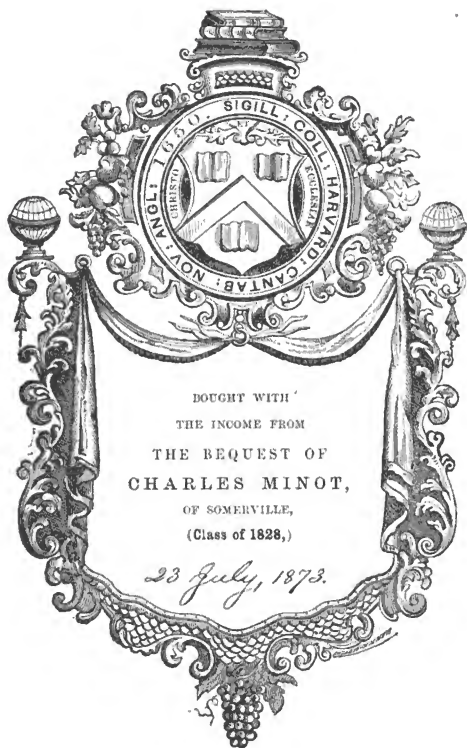 SIGILL: COLL: HARVARD: CANTAB: NOV: ANGL: 1650.
ET
CHRISTO
ECCLESIÆ
BOUGHT WITH
THE INCOME FROM
THE BEQUEST OF
CHARLES MINOT,
OF SOMERVILLE,
(Class of 1828,)
23 July, 1873.